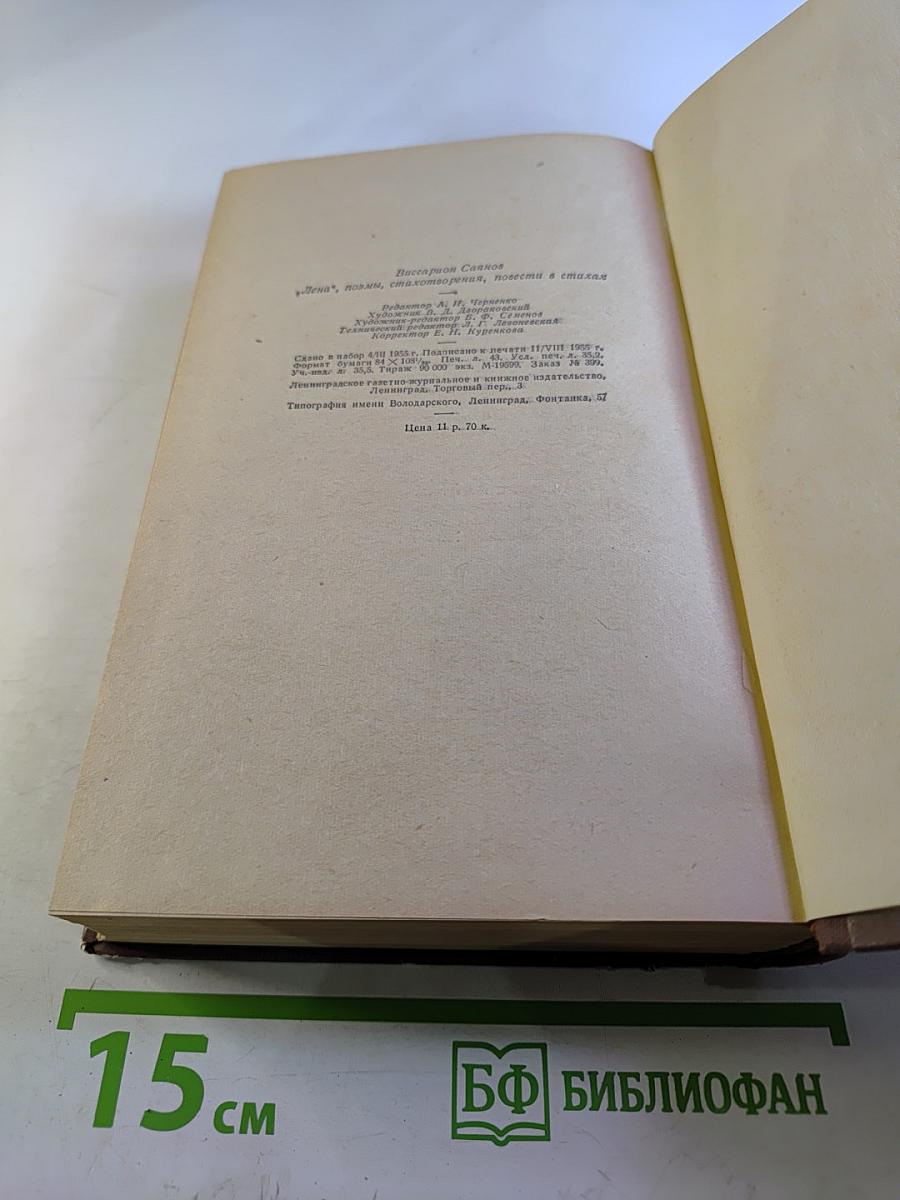 Виссарион Саянов
„Лена“, поэмы, стихотворения, повести в стихах
Редактор А. И. Черненко
Художник В. Д. Двораковский
Художник-редактор В. Ф. Семенов
Технический редактор Л. Г. Левоневская
Корректор Е. Н. Куренкова
Сдано в набор 4/III 1955 г. Подписано к печати 11/VIII 1955 г.
Формат бумаги 84 × 108¹/₃₂. Печ. л. 43. Усл. печ. л. 35,2.
Уч.-изд. л. 35,5. Тираж 90 000 экз. М-19599. Заказ № 399.
Ленинградское газетно-журнальное и книжное издательство,
Ленинград, Торговый пер., 3
Типография имени Володарского, Ленинград, Фонтанка, 57
Цена 11 р. 70 к.
15 см
БФ БИБЛИОФАН